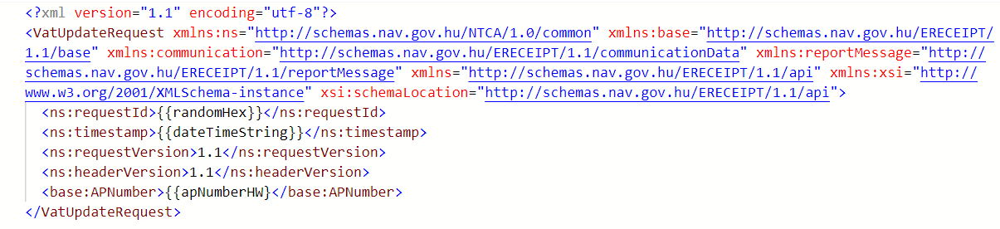 <?xml version="1.1" encoding="utf-8"?>
<VatUpdateRequest xmlns:ns="http://schemas.nav.gov.hu/NTCA/1.0/common" xmlns:base="http://schemas.nav.gov.hu/ERECEIPT/
1.1/base" xmlns:communication="http://schemas.nav.gov.hu/ERECEIPT/1.1/communicationData" xmlns:reportMessage="http://
schemas.nav.gov.hu/ERECEIPT/1.1/reportMessage" xmlns="http://schemas.nav.gov.hu/ERECEIPT/1.1/api" xmlns:xsi="http://
www.w3.org/2001/XMLSchema-instance" xsi:schemaLocation="http://schemas.nav.gov.hu/ERECEIPT/1.1/api">
<ns:requestId>{{randomHex}}</ns:requestId>
<ns:timestamp>{{dateTimeString}}</ns:timestamp>
<ns:requestVersion>1.1</ns:requestVersion>
<ns:headerVersion>1.1</ns:headerVersion>
<base:APNumber>{{apNumberHW}</base:APNumber>
</VatUpdateRequest>